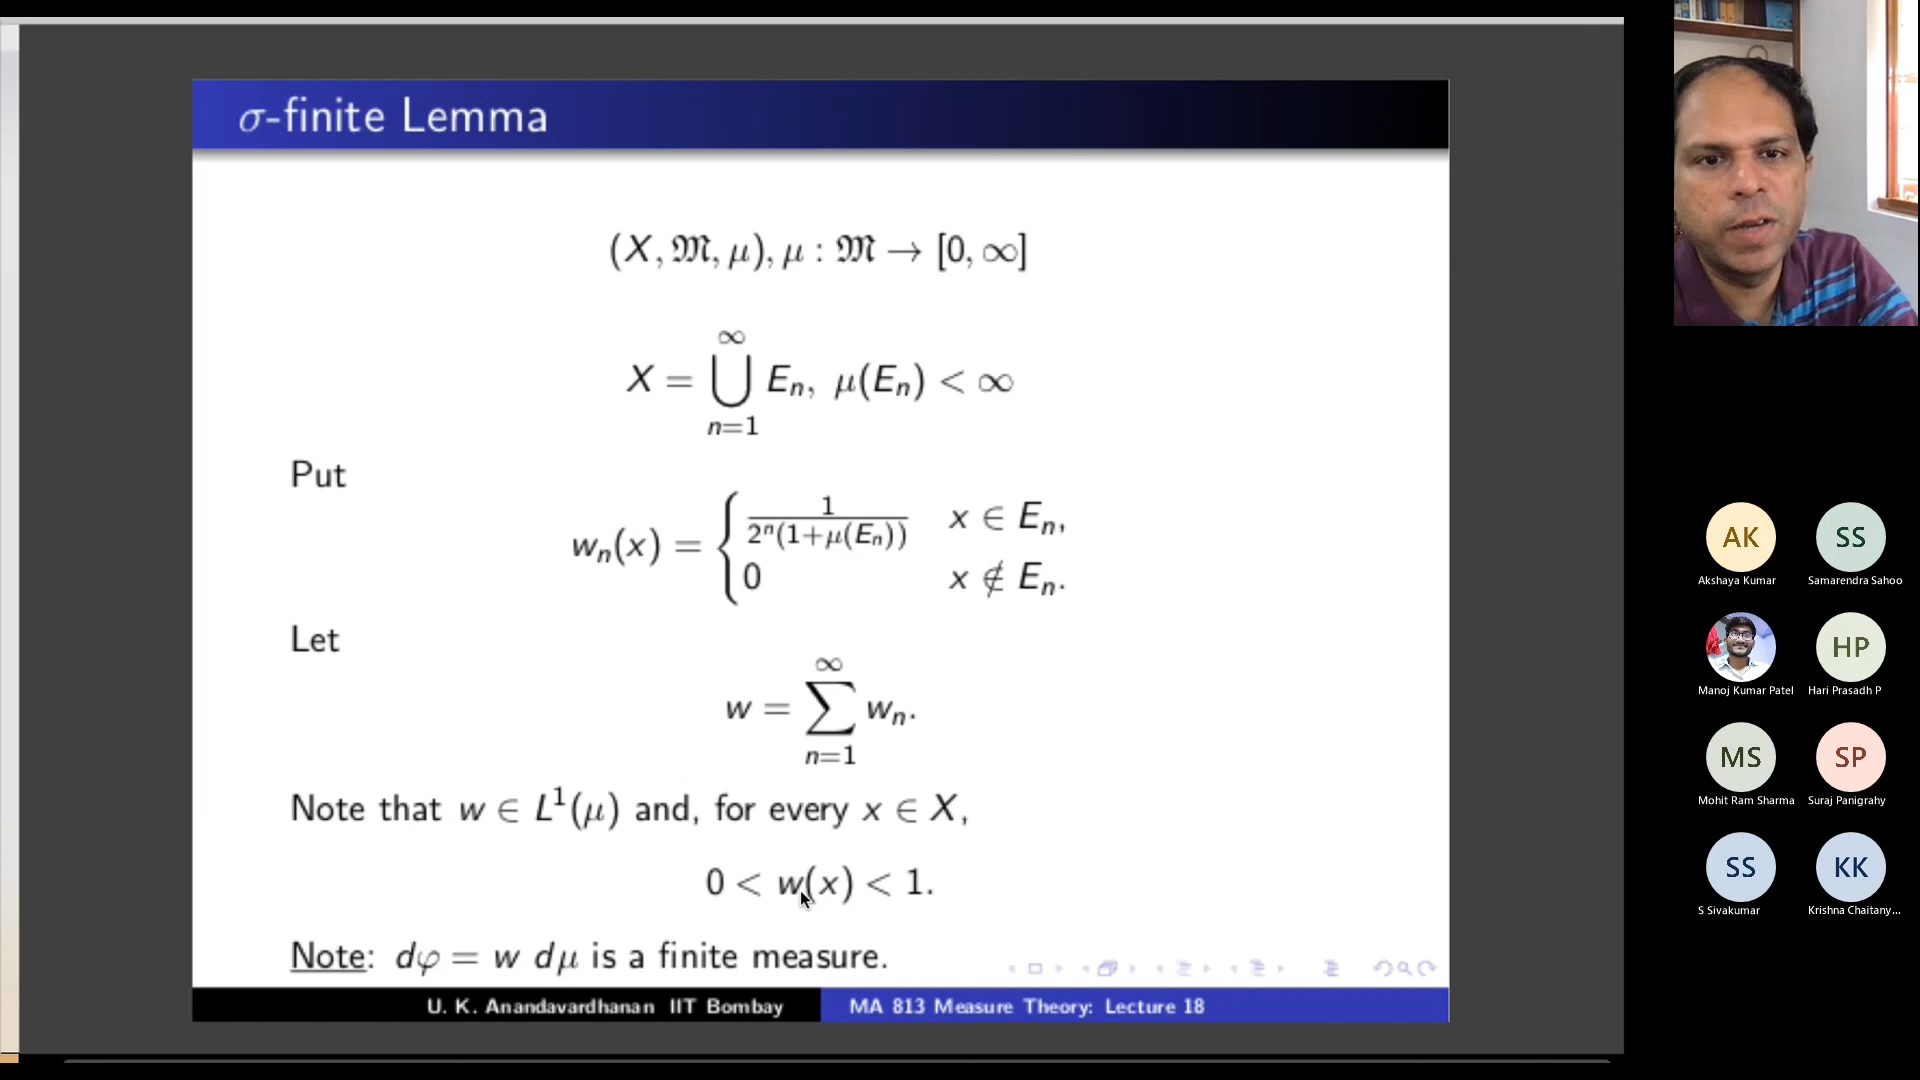 σ-finite Lemma
(X, 𝔐, μ), μ : 𝔐 → [0, ∞]
X = ⋃_{n=1}^{∞} E_n, μ(E_n) < ∞
Put
w_n(x) = { 1/(2^n(1+μ(E_n))) x ∈ E_n,
0 x ∉ E_n.
Let
w = ∑_{n=1}^{∞} w_n.
Note that w ∈ L^1(μ) and, for every x ∈ X,
0 < w(x) < 1.
Note: dφ = w dμ is a finite measure.
U. K. Anandavardhanan IIT Bombay
MA 813 Measure Theory: Lecture 18
AK SS
Akshaya Kumar Samarendra Sahoo
HP
Manoj Kumar Patel Hari Prasadh P
MS SP
Mohit Ram Sharma Suraj Panigrahy
SS KK
S Sivakumar Krishna Chaitany...